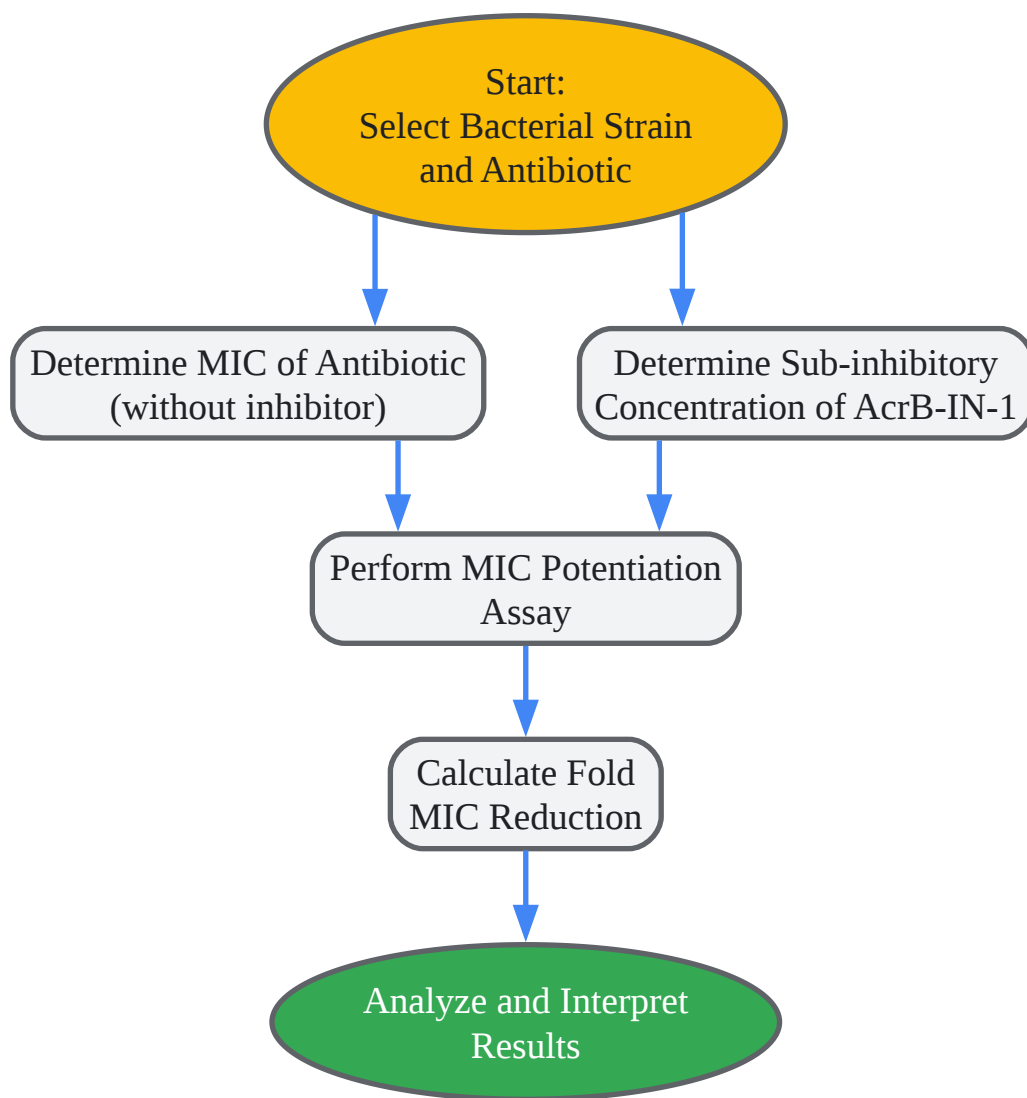 Start:
Select Bacterial Strain
and Antibiotic
Determine MIC of Antibiotic
(without inhibitor)
Determine Sub-inhibitory
Concentration of AcrB-IN-1
Perform MIC Potentiation
Assay
Calculate Fold
MIC Reduction
Analyze and Interpret
Results